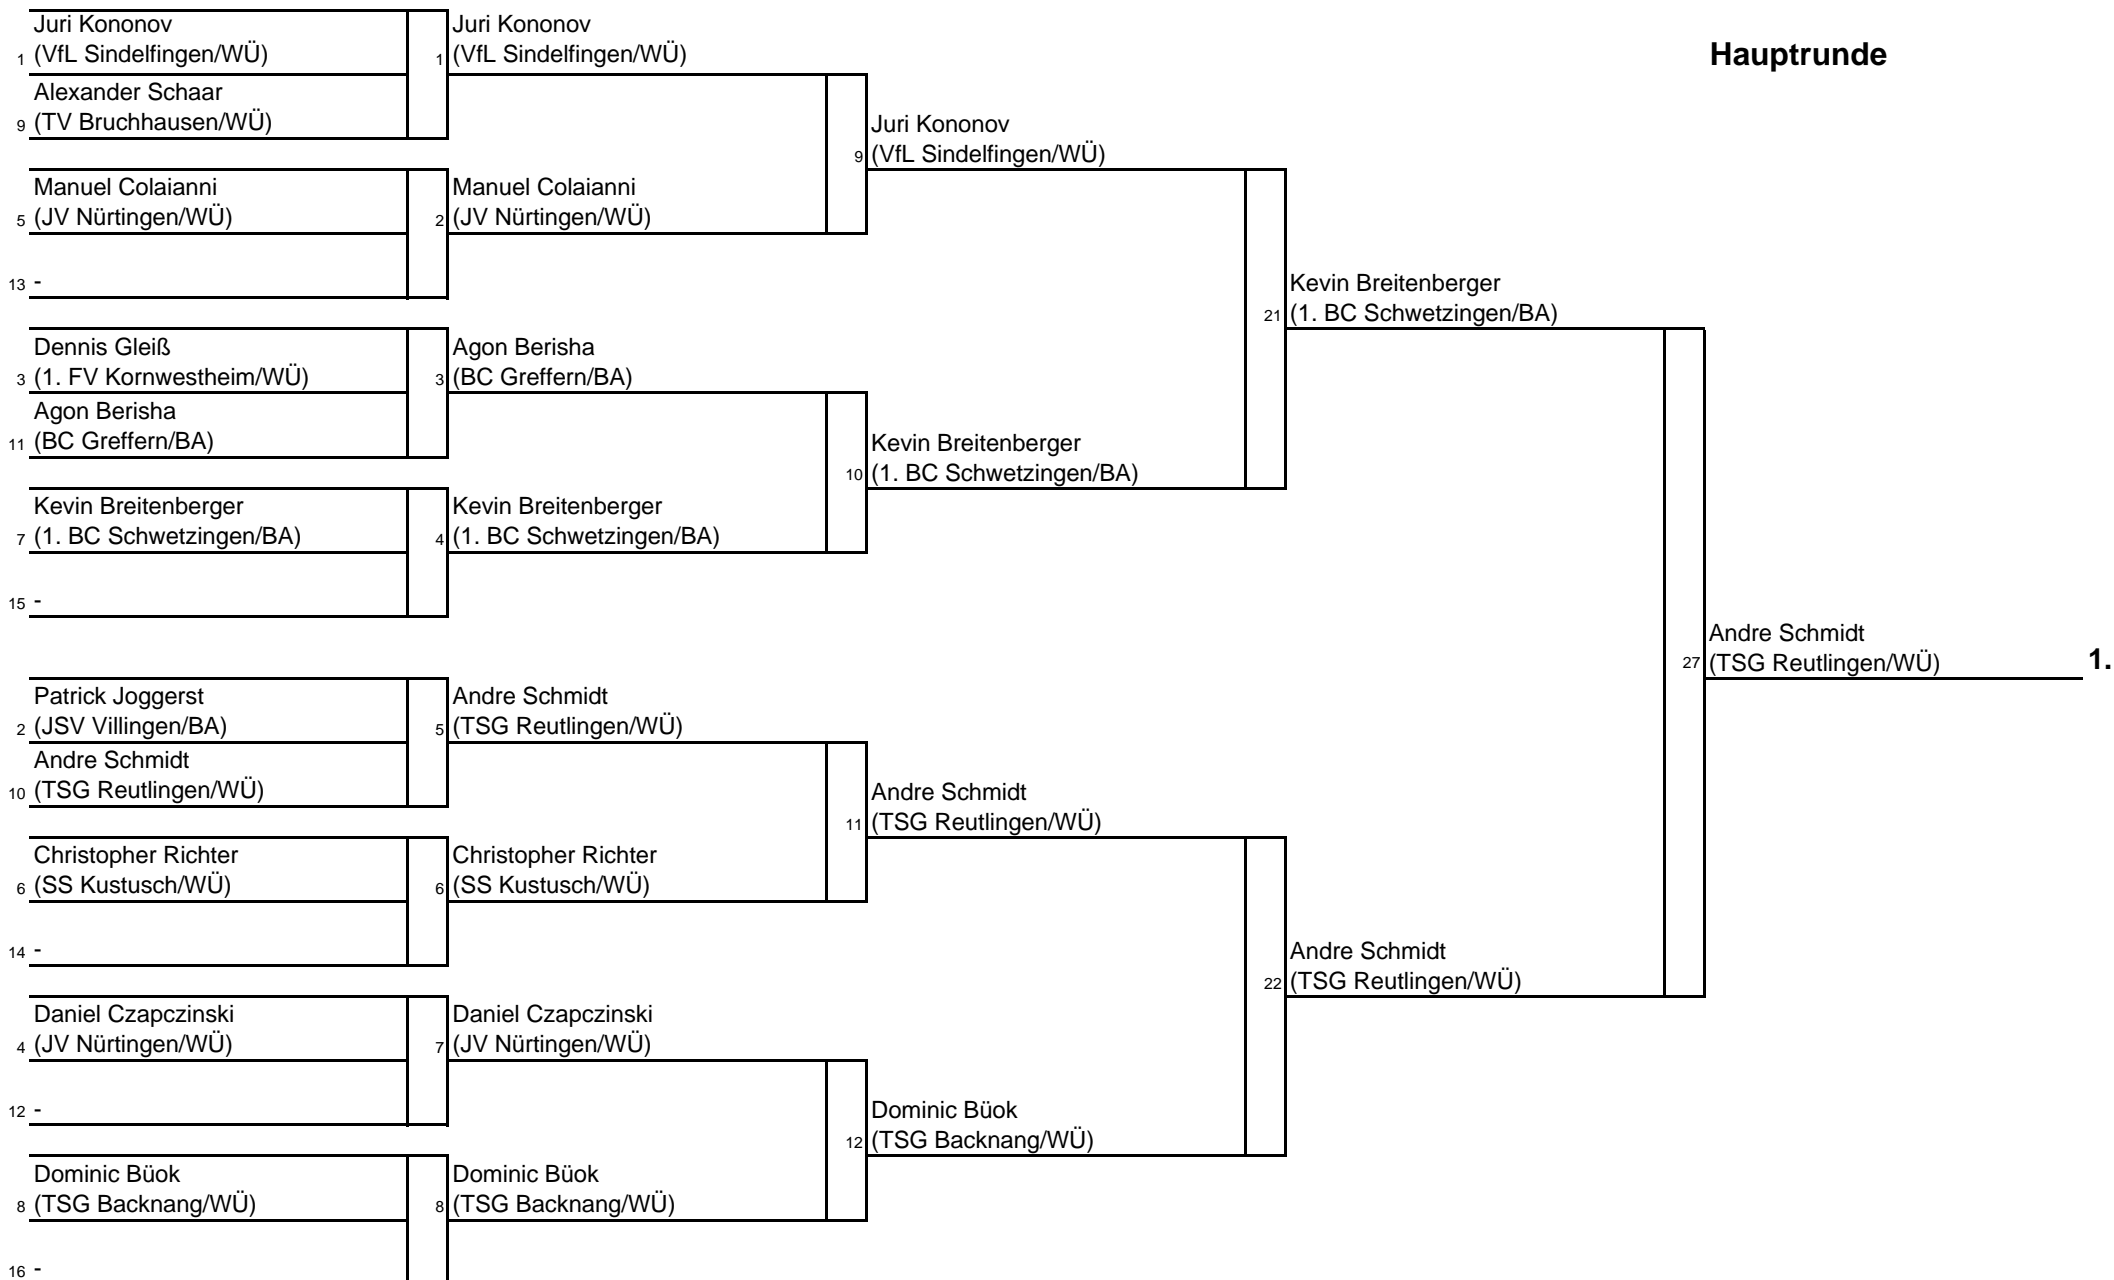 Hauptrunde
Juri Kononov
1 (VfL Sindelfingen/WÜ)
Alexander Schaar
9 (TV Bruchhausen/WÜ)
Manuel Colaianni
5 (JV Nürtingen/WÜ)
13 -
Dennis Gleiß
3 (1. FV Kornwestheim/WÜ)
Agon Berisha
11 (BC Greffern/BA)
Kevin Breitenberger
7 (1. BC Schwetzingen/BA)
15 -
Patrick Joggerst
2 (JSV Villingen/BA)
Andre Schmidt
10 (TSG Reutlingen/WÜ)
Christopher Richter
6 (SS Kustusch/WÜ)
14 -
Daniel Czapczinski
4 (JV Nürtingen/WÜ)
12 -
Dominic Büok
8 (TSG Backnang/WÜ)
16 -
Juri Kononov
1 (VfL Sindelfingen/WÜ)
Manuel Colaianni
2 (JV Nürtingen/WÜ)
Agon Berisha
3 (BC Greffern/BA)
Kevin Breitenberger
4 (1. BC Schwetzingen/BA)
Andre Schmidt
5 (TSG Reutlingen/WÜ)
Christopher Richter
6 (SS Kustusch/WÜ)
Daniel Czapczinski
7 (JV Nürtingen/WÜ)
Dominic Büok
8 (TSG Backnang/WÜ)
Juri Kononov
9 (VfL Sindelfingen/WÜ)
Kevin Breitenberger
10 (1. BC Schwetzingen/BA)
Andre Schmidt
11 (TSG Reutlingen/WÜ)
Dominic Büok
12 (TSG Backnang/WÜ)
Kevin Breitenberger
21 (1. BC Schwetzingen/BA)
Andre Schmidt
22 (TSG Reutlingen/WÜ)
Andre Schmidt
27 (TSG Reutlingen/WÜ) 1.